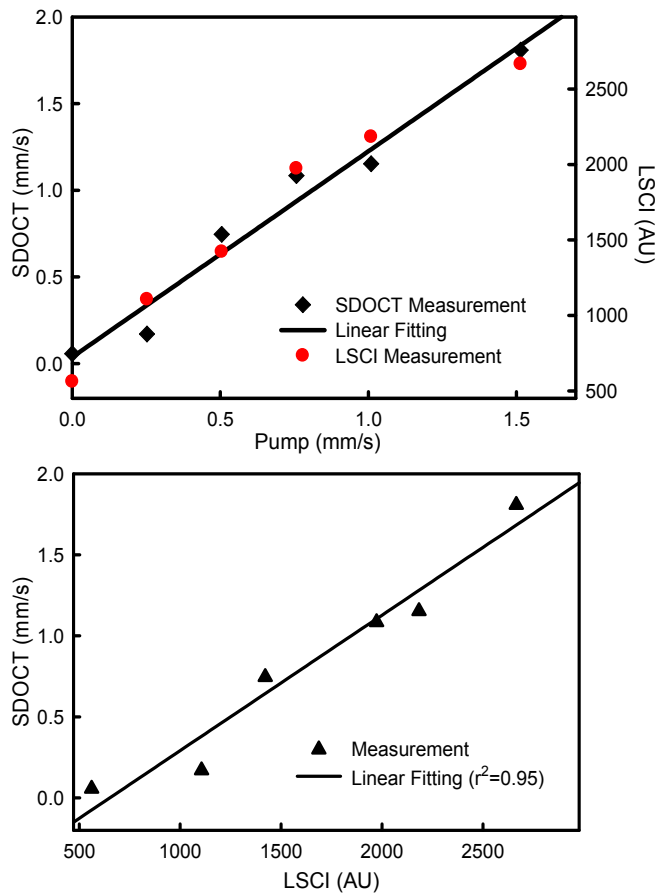 2.0
1.5
1.0
0.5
0.0
SDOCT (mm/s)
2500
2000
1500
1000
500
LSCI (AU)
SDOCT Measurement
Linear Fitting
LSCI Measurement
0.0 0.5 1.0 1.5
Pump (mm/s)
2.0
1.5
1.0
0.5
0.0
SDOCT (mm/s)
Measurement
Linear Fitting (r²=0.95)
500 1000 1500 2000 2500
LSCI (AU)